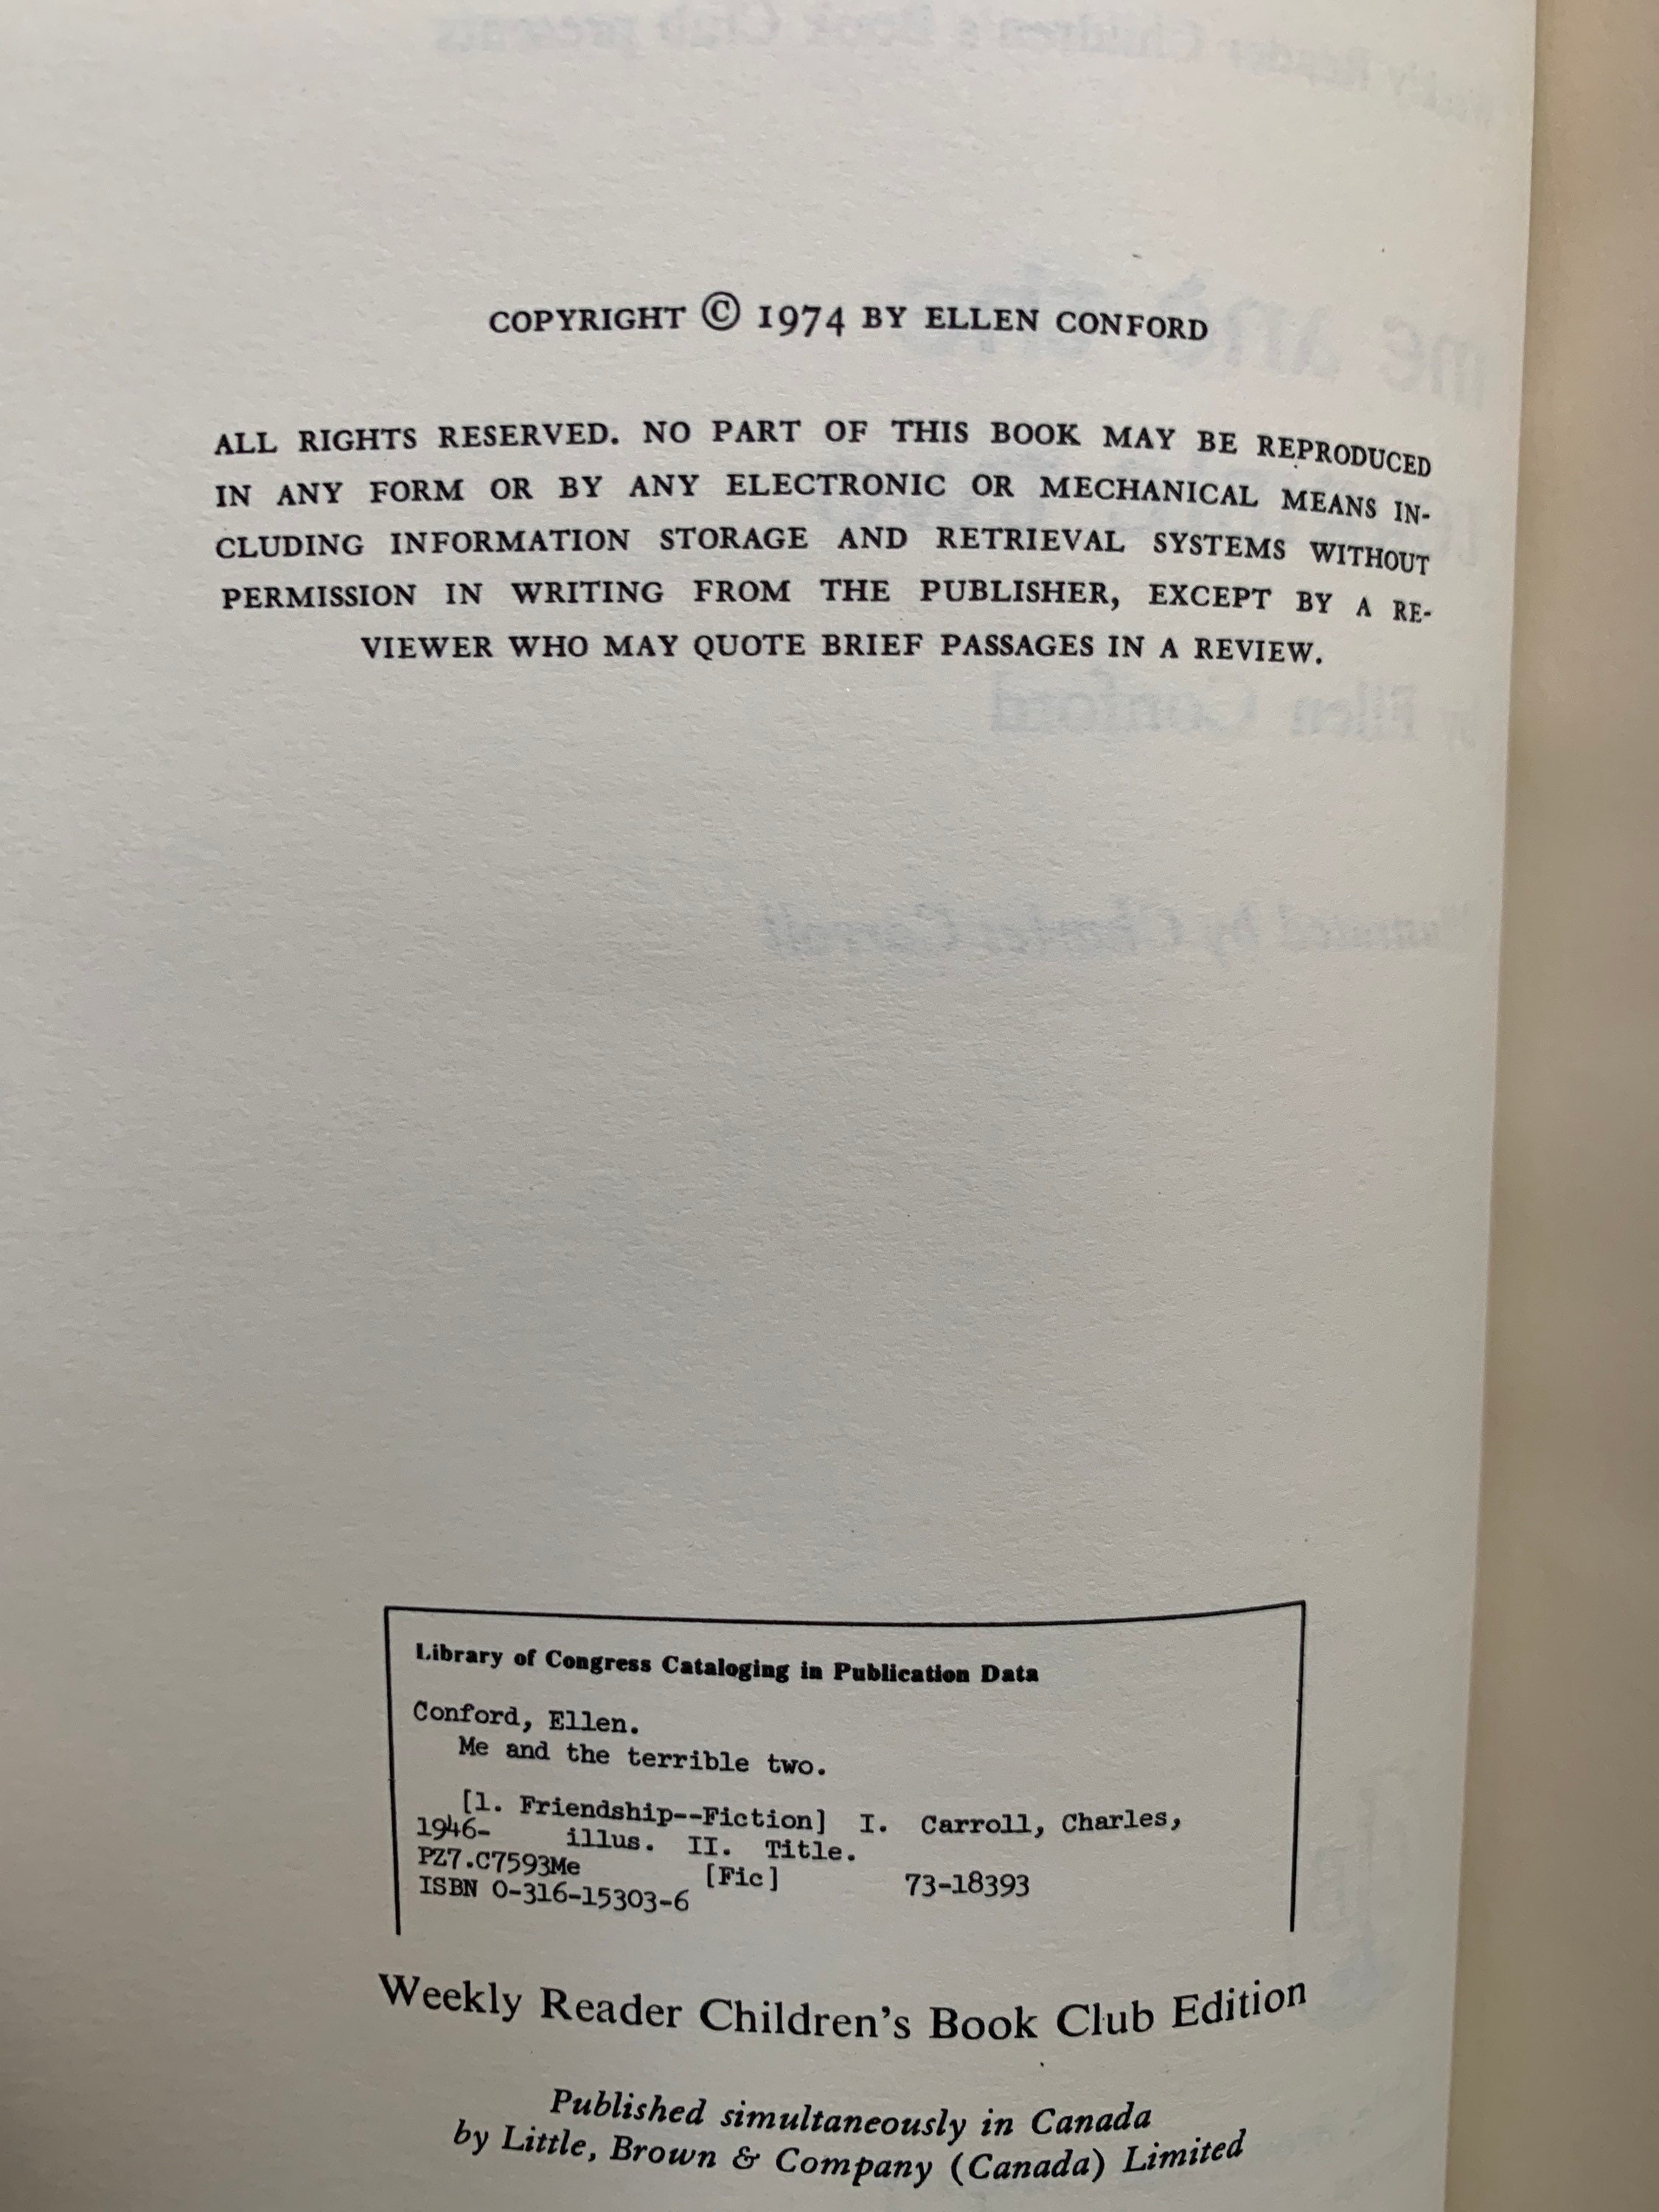 COPYRIGHT © 1974 BY ELLEN CONFORD
ALL RIGHTS RESERVED. NO PART OF THIS BOOK MAY BE REPRODUCED
IN ANY FORM OR BY ANY ELECTRONIC OR MECHANICAL MEANS IN-
CLUDING INFORMATION STORAGE AND RETRIEVAL SYSTEMS WITHOUT
PERMISSION IN WRITING FROM THE PUBLISHER, EXCEPT BY A RE-
VIEWER WHO MAY QUOTE BRIEF PASSAGES IN A REVIEW.
Library of Congress Cataloging in Publication Data
Conford, Ellen.
Me and the terrible two.
[1. Friendship--Fiction] I. Carroll, Charles,
1946- illus. II. Title.
PZ7.C7593Me [Fic] 73-18393
ISBN 0-316-15303-6
Weekly Reader Children's Book Club Edition
Published simultaneously in Canada
by Little, Brown & Company (Canada) Limited